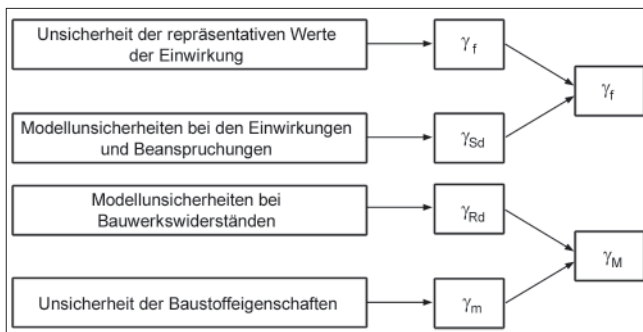 Unsicherheit der repräsentativen Werte
der Einwirkung
γf
γf
Modellunsicherheiten bei den Einwirkungen
und Beanspruchungen
γSd
Modellunsicherheiten bei
Bauwerkswiderständen
γRd
γM
Unsicherheit der Baustoffeigenschaften
γm